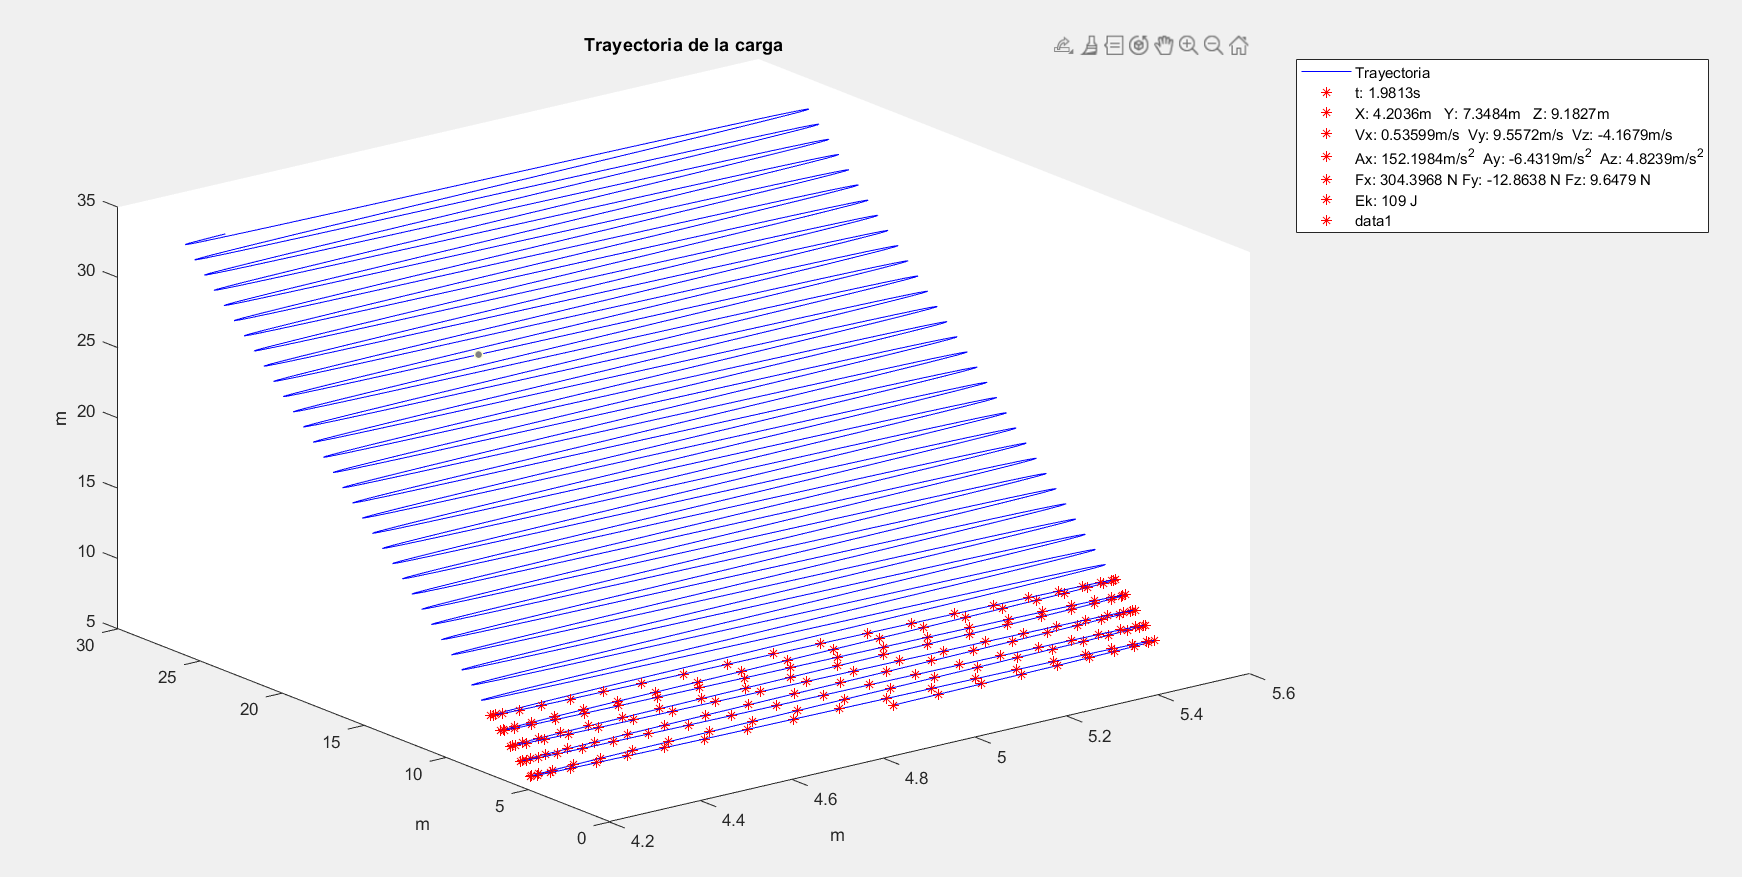 Trayectoria de la carga
Trayectoria
t: 1.9813s
X: 4.2036m Y: 7.3484m Z: 9.1827m
Vx: 0.53599m/s Vy: 9.5572m/s Vz: -4.1679m/s
Ax: 152.1984m/s² Ay: -6.4319m/s² Az: 4.8239m/s²
Fx: 304.3968 N Fy: -12.8638 N Fz: 9.6479 N
Ek: 109 J
data1
35
30
25
20
15
10
5
m
30
25
20
15
10
5
0
m
4.2
4.4
4.6
4.8
5
5.2
5.4
5.6
m